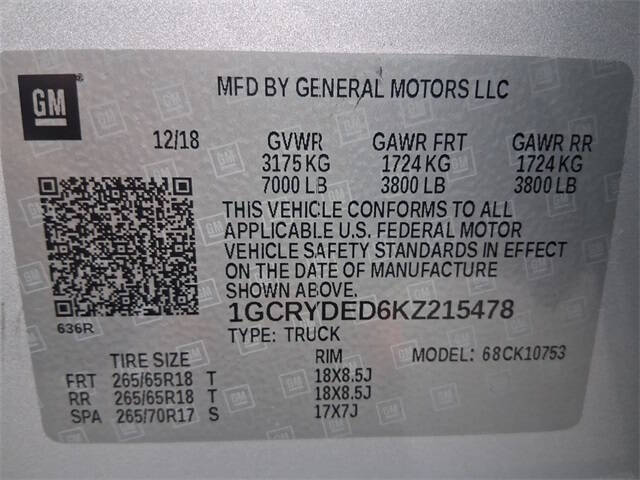 GM
MFD BY GENERAL MOTORS LLC
12/18 GVWR GAWR FRT GAWR RR
3175 KG 1724 KG 1724 KG
7000 LB 3800 LB 3800 LB
THIS VEHICLE CONFORMS TO ALL
APPLICABLE U.S. FEDERAL MOTOR
VEHICLE SAFETY STANDARDS IN EFFECT
ON THE DATE OF MANUFACTURE
SHOWN ABOVE.
1GCRYDED6KZ215478
636R
TYPE: TRUCK
TIRE SIZE RIM MODEL: 68CK10753
FRT 265/65R18 T 18X8.5J
RR 265/65R18 T 18X8.5J
SPA 265/70R17 S 17X7J